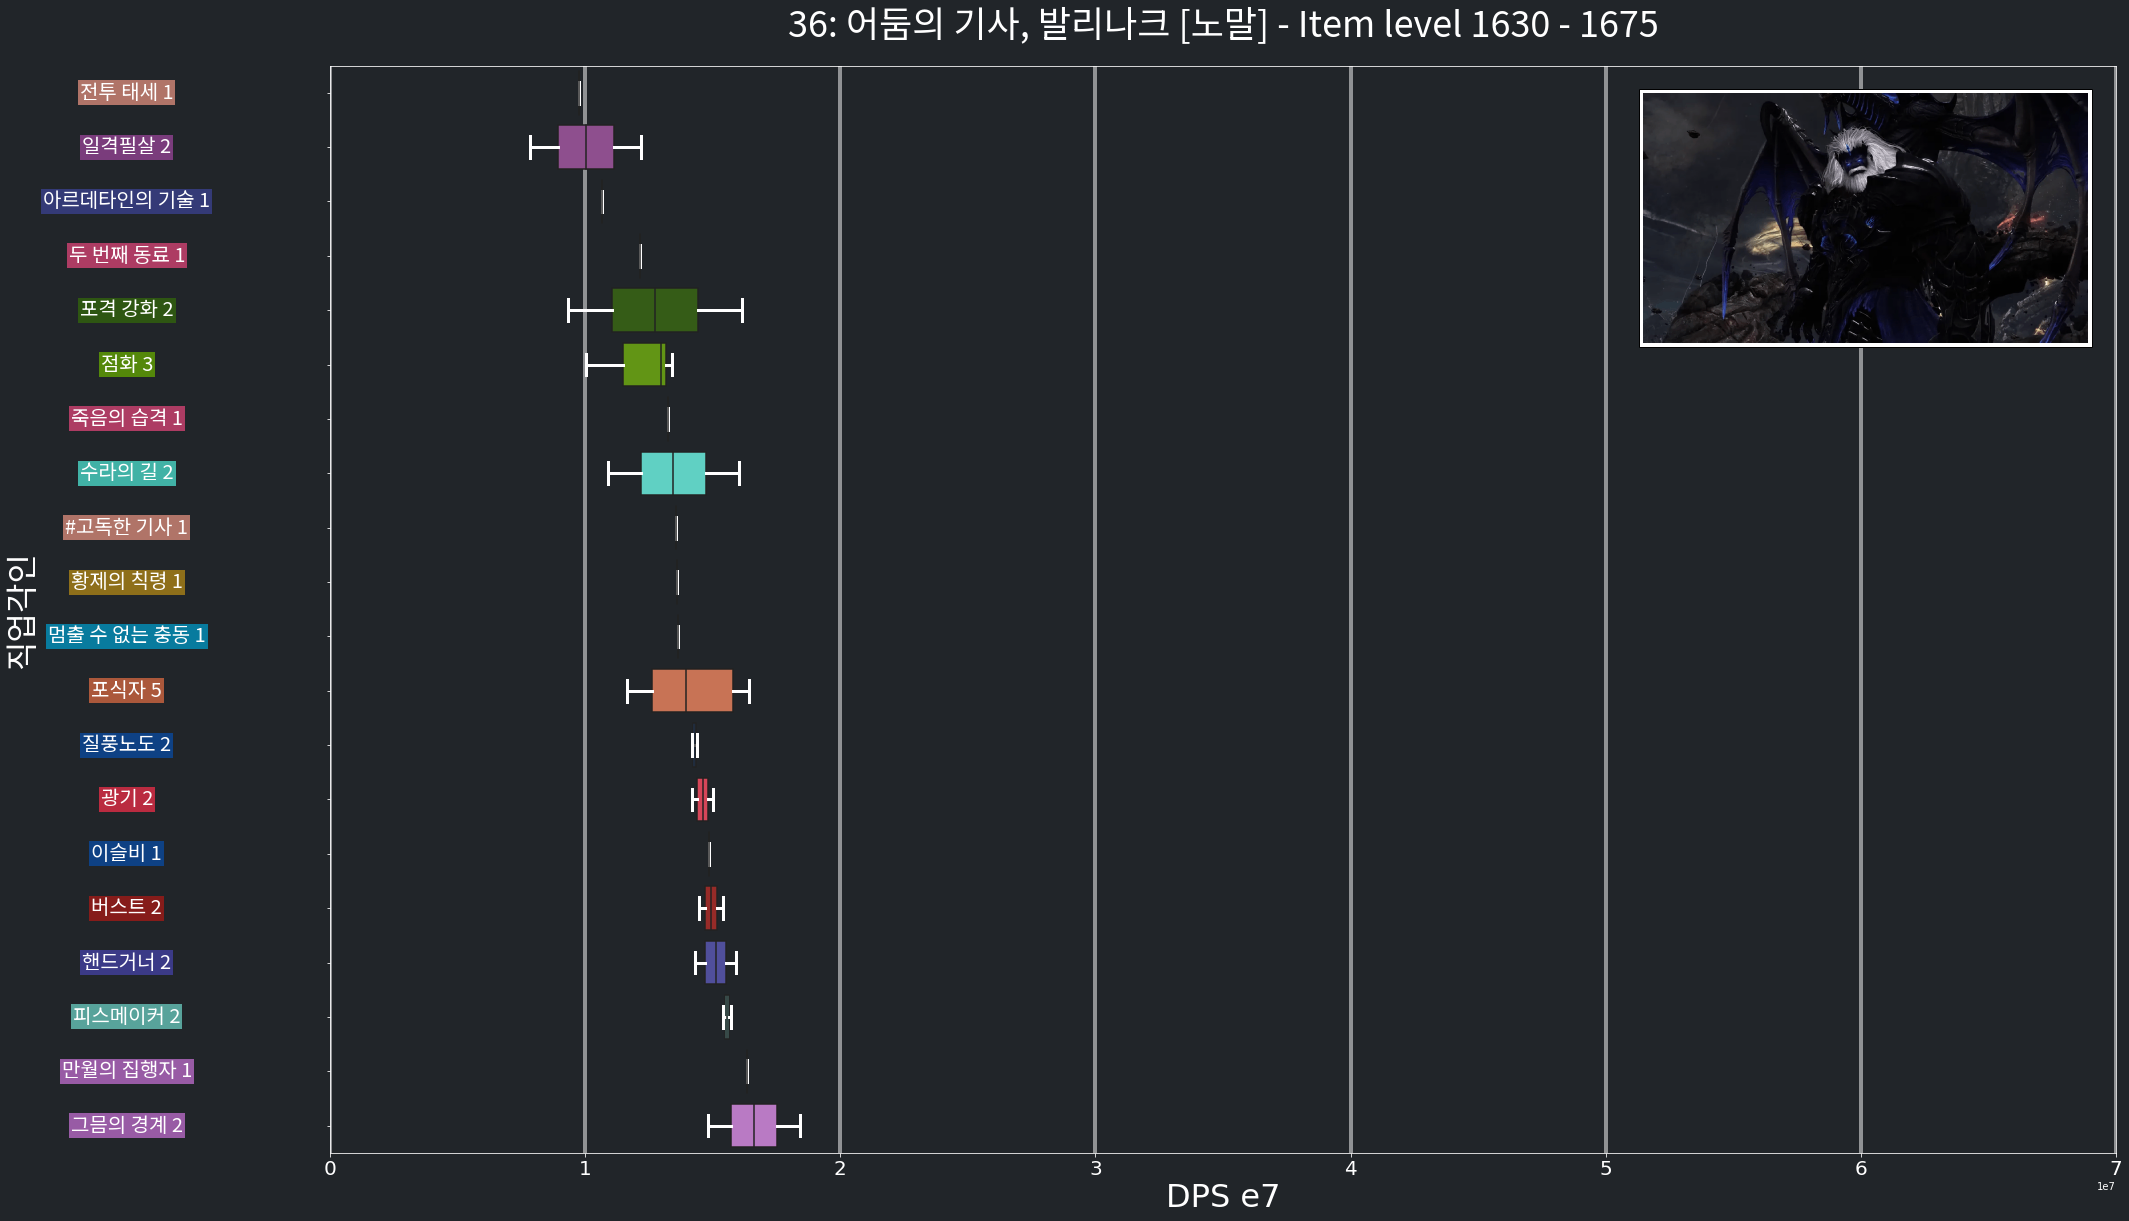 36: 어둠의 기사, 발리나크 [노말] - Item level 1630 - 1675
전투 태세 1
일격필살 2
아르데타인의 기술 1
두 번째 동료 1
포격 강화 2
점화 3
죽음의 습격 1
수라의 길 2
#고독한 기사 1
황제의 칙령 1
멈출 수 없는 충동 1
포식자 5
질풍노도 2
광기 2
이슬비 1
버스트 2
핸드거너 2
피스메이커 2
만월의 집행자 1
그믐의 경계 2
직업각인
0 1 2 3 4 5 6 7
1e7
DPS e7